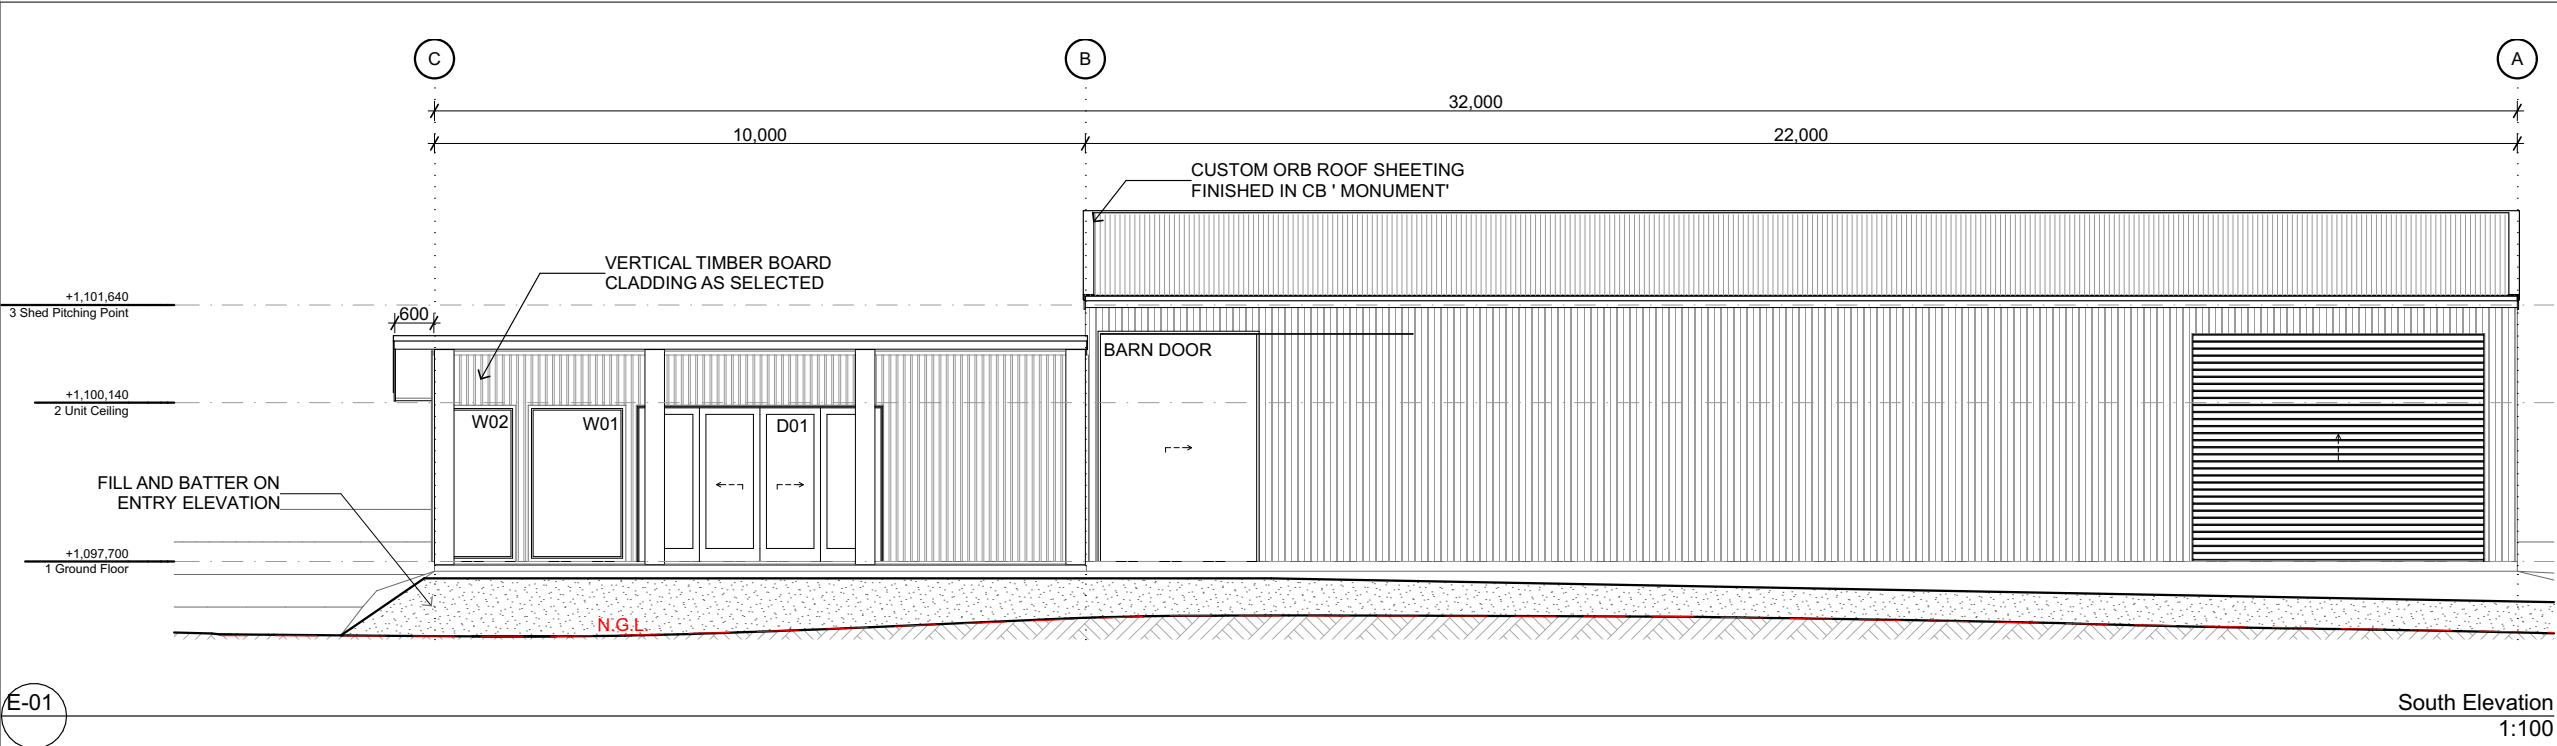 C
B
A
32,000
10,000
22,000
CUSTOM ORB ROOF SHEETING
FINISHED IN CB ' MONUMENT'
VERTICAL TIMBER BOARD
CLADDING AS SELECTED
+1,101,640
3 Shed Pitching Point
600
BARN DOOR
+1,100,140
2 Unit Ceiling
W02
W01
D01
FILL AND BATTER ON
ENTRY ELEVATION
+1,097,700
1 Ground Floor
N.G.L.
E-01
South Elevation
1:100